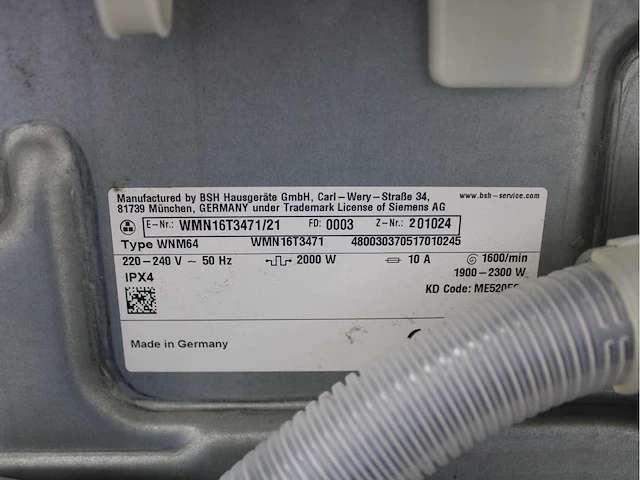 Manufactured by BSH Hausgeräte GmbH, Carl-Wery-Straße 34, www.bsh-service.com
81739 München, GERMANY under Trademark License of Siemens AG
E-Nr.: WMN16T3471/21 FD: 0003 Z-Nr.: 201024
Type WNM64 WMN16T3471 480030370517010245
220-240 V ~ 50 Hz 2000 W 10 A 1600/min
IPX4 1900-2300 W
KD Code:
Made in Germany